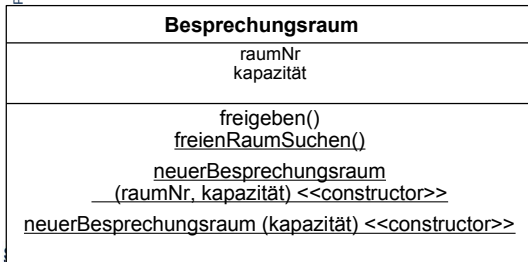 Besprechungsraum
raumNr
kapazität
freigeben()
freienRaumSuchen()
neuerBesprechungsraum
(raumNr, kapazität) <<constructor>>
neuerBesprechungsraum (kapazität) <<constructor>>